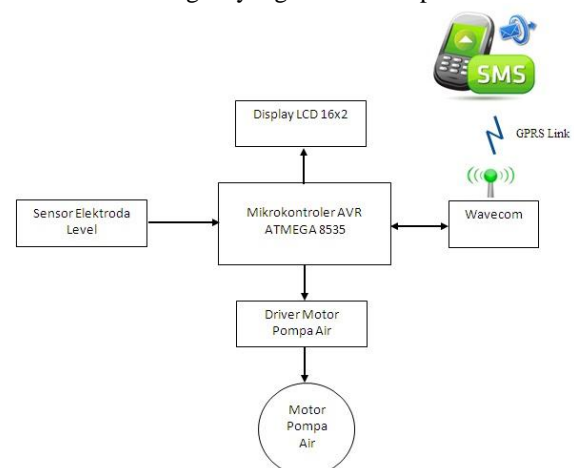 SMS
Display LCD 16x2
GPRS Link
Sensor Elektroda
Level
Mikrokontroler AVR
ATMEGA 8535
Wavecom
Driver Motor
Pompa Air
Motor
Pompa
Air